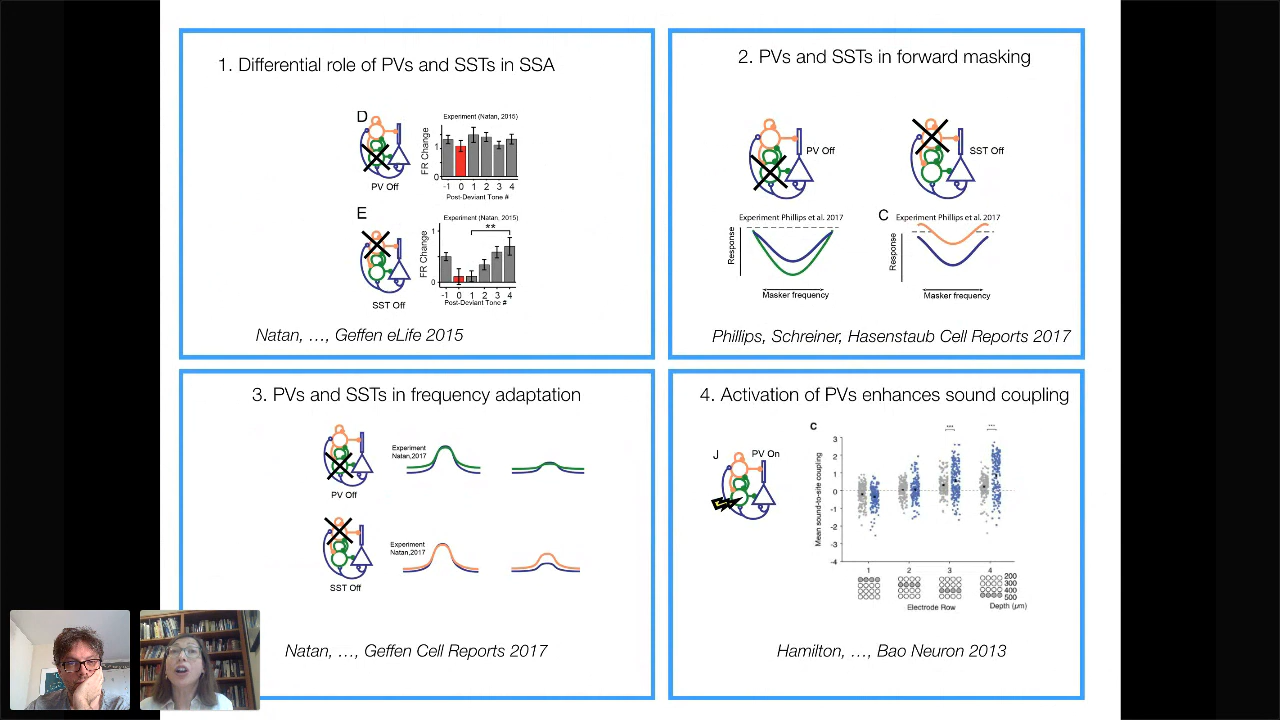 1. Differential role of PVs and SSTs in SSA
D
PV Off
Experiment (Natan, 2015)
FR Change
1
0
-1 0 1 2 3 4
Post-Deviant Tone #
E
SST Off
Experiment (Natan, 2015)
**
FR Change
1
0
-1 0 1 2 3 4
Post-Deviant Tone #
Natan, ..., Geffen eLife 2015
2. PVs and SSTs in forward masking
PV Off
SST Off
Experiment Phillips et al. 2017
Response
Masker frequency
C
Experiment Phillips et al. 2017
Response
Masker frequency
Phillips, Schreiner, Hasenstaub Cell Reports 2017
3. PVs and SSTs in frequency adaptation
PV Off
Experiment
Natan,2017
SST Off
Experiment
Natan,2017
Natan, ..., Geffen Cell Reports 2017
4. Activation of PVs enhances sound coupling
J
PV On
C
*** ***
Mean sound-to-site coupling
3
2
1
0
-1
-2
-3
-4
1 2 3 4
200
300
400
500
Electrode Row
Depth (μm)
Hamilton, ..., Bao Neuron 2013